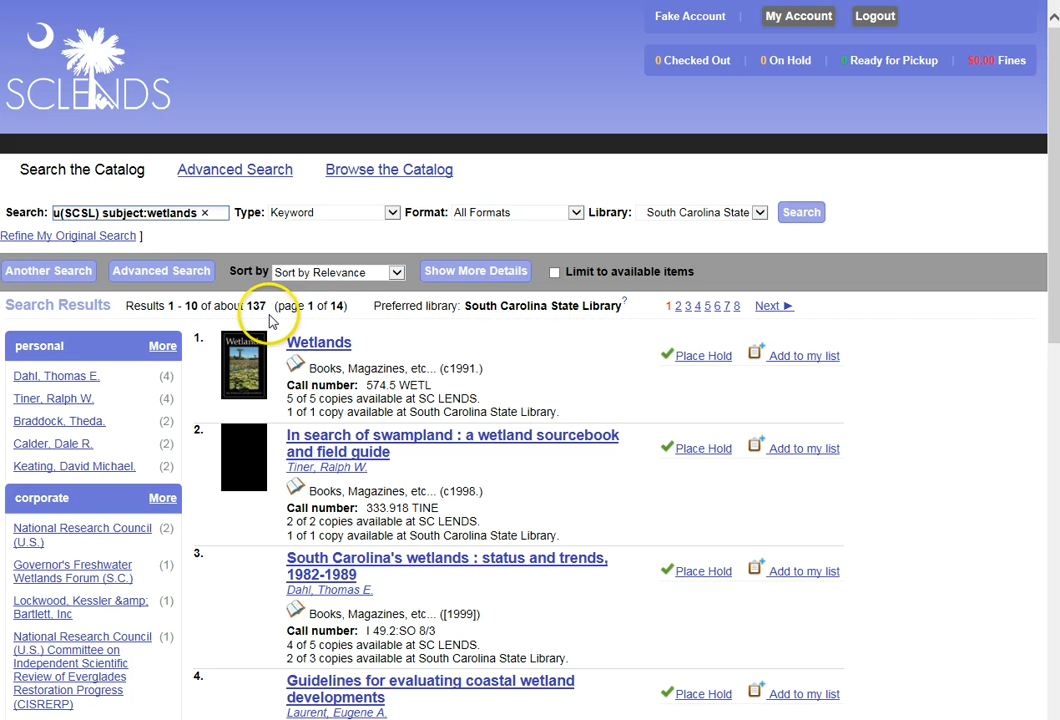 Fake Account | My Account Logout
0 Checked Out | 0 On Hold | 0 Ready for Pickup | $0.00 Fines
SCLENDS
Search the Catalog Advanced Search Browse the Catalog
Search: u(SCSL) subject:wetlands × Type: Keyword Format: All Formats Library: South Carolina State Search
Refine My Original Search ]
Another Search Advanced Search Sort by Sort by Relevance Show More Details Limit to available items
Search Results Results 1 - 10 of about 137 (page 1 of 14) Preferred library: South Carolina State Library? 1 2 3 4 5 6 7 8 Next ►
personal More
Dahl, Thomas E. (4)
Tiner, Ralph W. (4)
Braddock, Theda. (2)
Calder, Dale R. (2)
Keating, David Michael. (2)
corporate More
National Research Council (2)
(U.S.)
Governor's Freshwater (1)
Wetlands Forum (S.C.)
Lockwood, Kessler &amp; (1)
Bartlett, Inc
National Research Council (1)
(U.S.) Committee on
Independent Scientific
Review of Everglades
Restoration Progress
(CISRERP)
1. Wetlands
Wetlands
Books, Magazines, etc... (c1991.)
Call number: 574.5 WETL
5 of 5 copies available at SC LENDS.
1 of 1 copy available at South Carolina State Library.
Place Hold Add to my list
2. In search of swampland : a wetland sourcebook
and field guide
Tiner, Ralph W.
Books, Magazines, etc... (c1998.)
Call number: 333.918 TINE
2 of 2 copies available at SC LENDS.
1 of 1 copy available at South Carolina State Library.
Place Hold Add to my list
3. South Carolina's wetlands : status and trends,
1982-1989
Dahl, Thomas E.
Books, Magazines, etc... ([1999])
Call number: I 49.2:SO 8/3
4 of 5 copies available at SC LENDS.
2 of 3 copies available at South Carolina State Library.
Place Hold Add to my list
4. Guidelines for evaluating coastal wetland
developments
Laurent, Eugene A.
Place Hold Add to my list